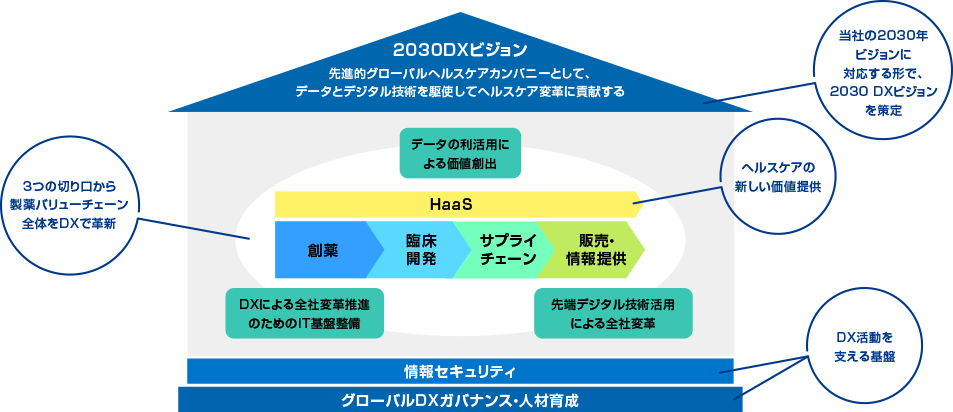 2030DXビジョン
先進的グローバルヘルスケアカンパニーとして、
データとデジタル技術を駆使してヘルスケア変革に貢献する
当社の2030年
ビジョンに
対応する形で、
2030 DXビジョン
を策定
データの利活用に
よる価値創出
ヘルスケアの
新しい価値提供
3つの切り口から
製薬バリューチェーン
全体をDXで革新
HaaS
創薬
臨床
開発
サプライ
チェーン
販売・
情報提供
DXによる全社変革推進
のためのIT基盤整備
先端デジタル技術活用
による全社変革
DX活動を
支える基盤
情報セキュリティ
グローバルDXガバナンス・人材育成